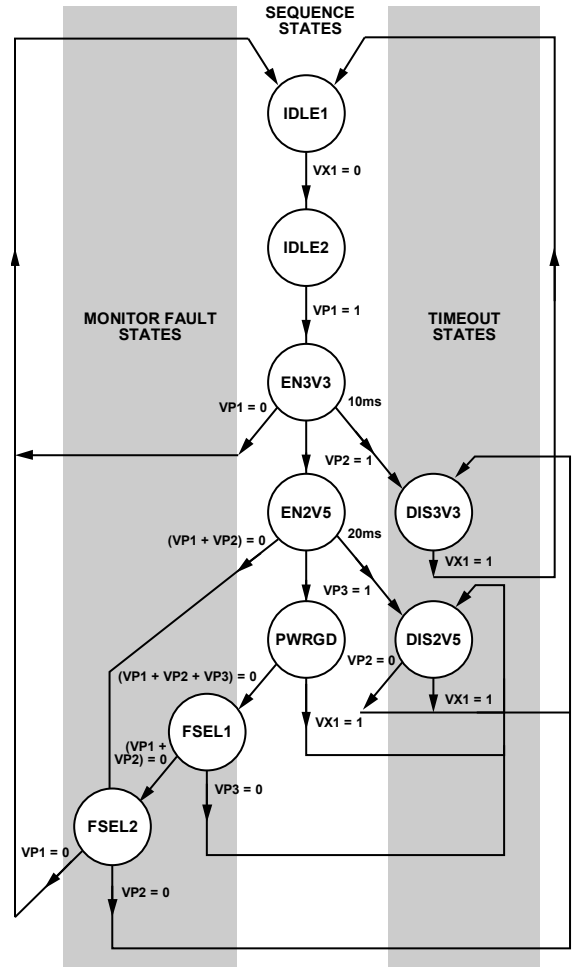 SEQUENCE
STATES
IDLE1
VX1 = 0
IDLE2
VP1 = 1
MONITOR FAULT
STATES
TIMEOUT
STATES
EN3V3
VP1 = 0
10ms
VP2 = 1
EN2V5
DIS3V3
(VP1 + VP2) = 0
20ms
VX1 = 1
VP3 = 1
PWRGD
DIS2V5
VP2 = 0
(VP1 + VP2 + VP3) = 0
VX1 = 1
FSEL1
VX1 = 1
(VP1 +
VP2) = 0
VP3 = 0
FSEL2
VP1 = 0
VP2 = 0